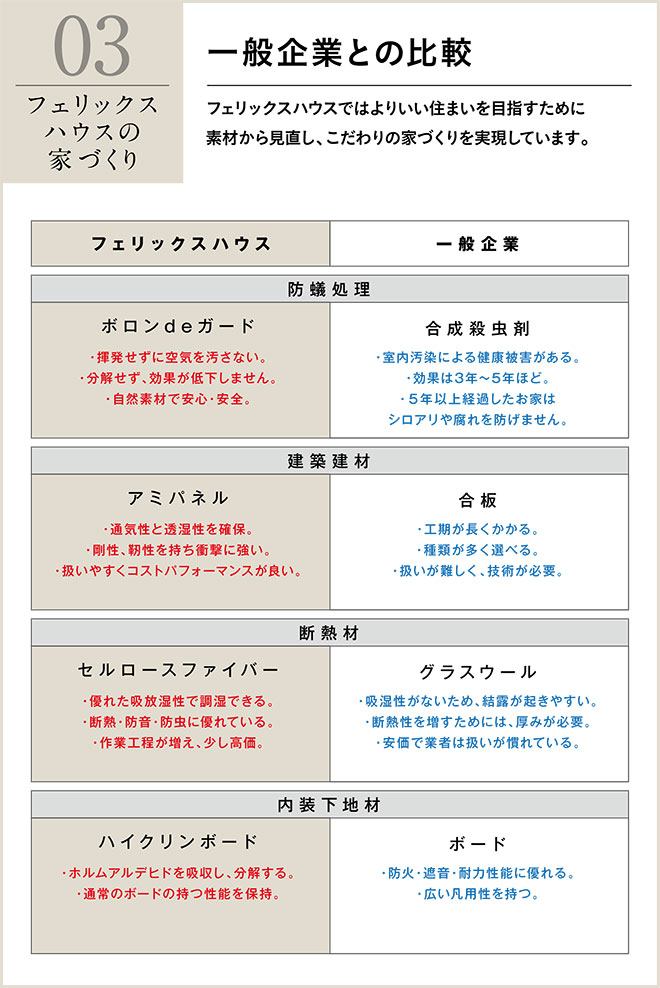 03
フェリックス
ハウスの
家づくり
一般企業との比較
フェリックスハウスではよりいい住まいを目指すために
素材から見直し、こだわりの家づくりを実現しています。
フェリックスハウス
一般企業
防蟻処理
ボロンdeガード
・揮発せずに空気を汚さない。
・分解せず、効果が低下しません。
・自然素材で安心・安全。
合成殺虫剤
・室内汚染による健康被害がある。
・効果は3年〜5年ほど。
・5年以上経過したお家は
シロアリや腐れを防げません。
建築建材
アミパネル
・通気性と透湿性を確保。
・剛性、靭性を持ち衝撃に強い。
・扱いやすくコストパフォーマンスが良い。
合板
・工期が長くかかる。
・種類が多く選べる。
・扱いが難しく、技術が必要。
断熱材
セルロースファイバー
・優れた吸放湿性で調湿できる。
・断熱・防音・防虫に優れている。
・作業工程が増え、少し高価。
グラスウール
・吸湿性がないため、結露が起きやすい。
・断熱性を増すためには、厚みが必要。
・安価で業者は扱いが慣れている。
内装下地材
ハイクリンボード
・ホルムアルデヒドを吸収し、分解する。
・通常のボードの持つ性能を保持。
ボード
・防火・遮音・耐力性能に優れる。
・広い凡用性を持つ。